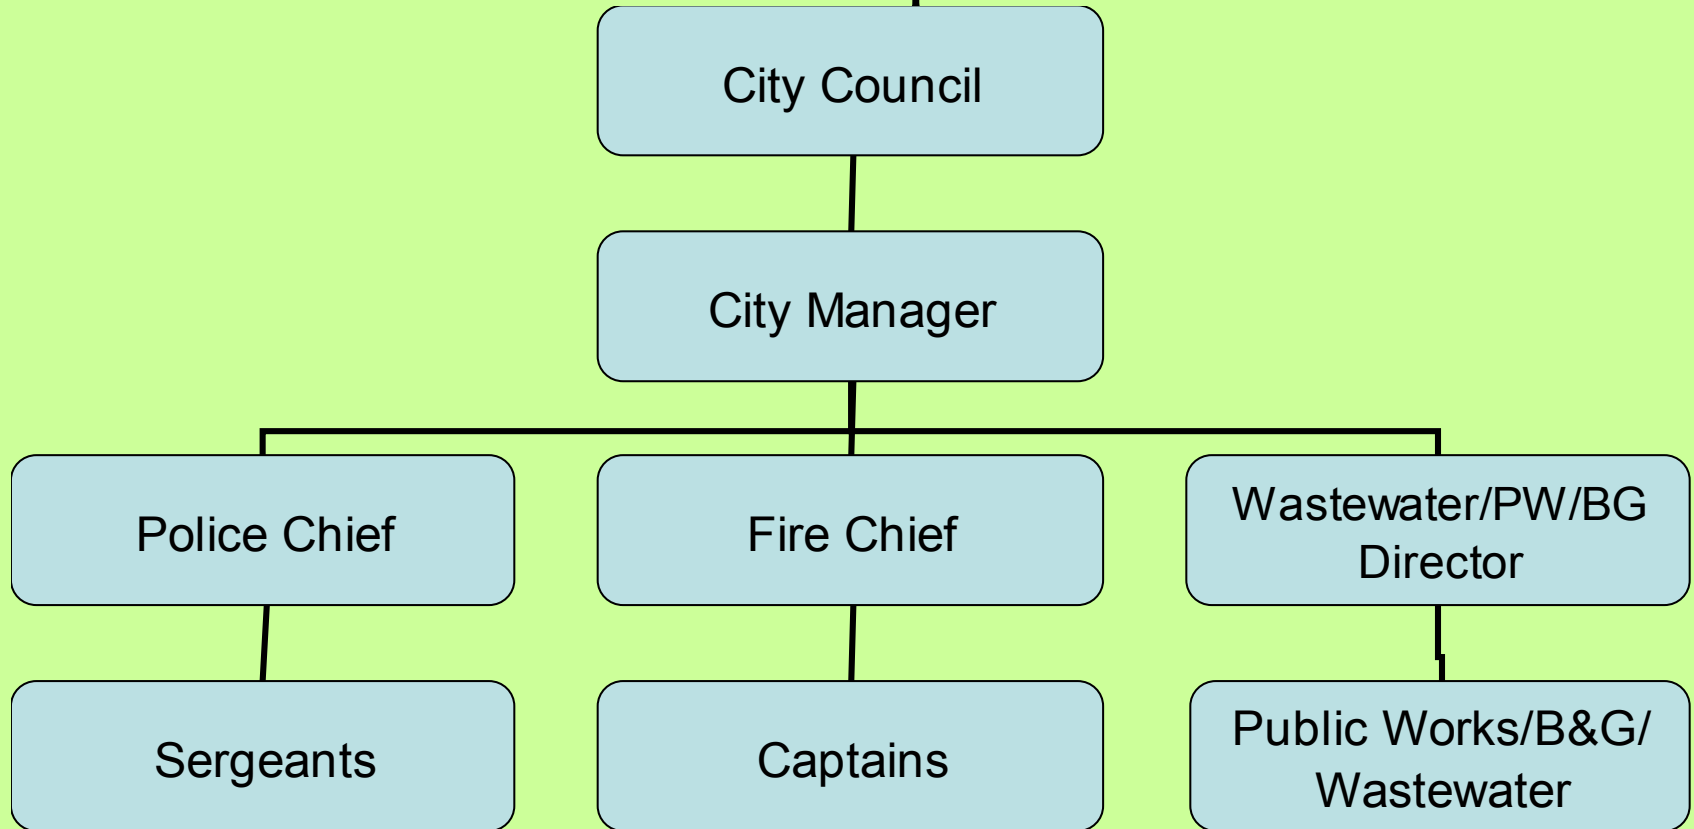 City Council
City Manager
Police Chief
Fire Chief
Wastewater/PW/BG
Director
Sergeants
Captains
Public Works/B&G/
Wastewater